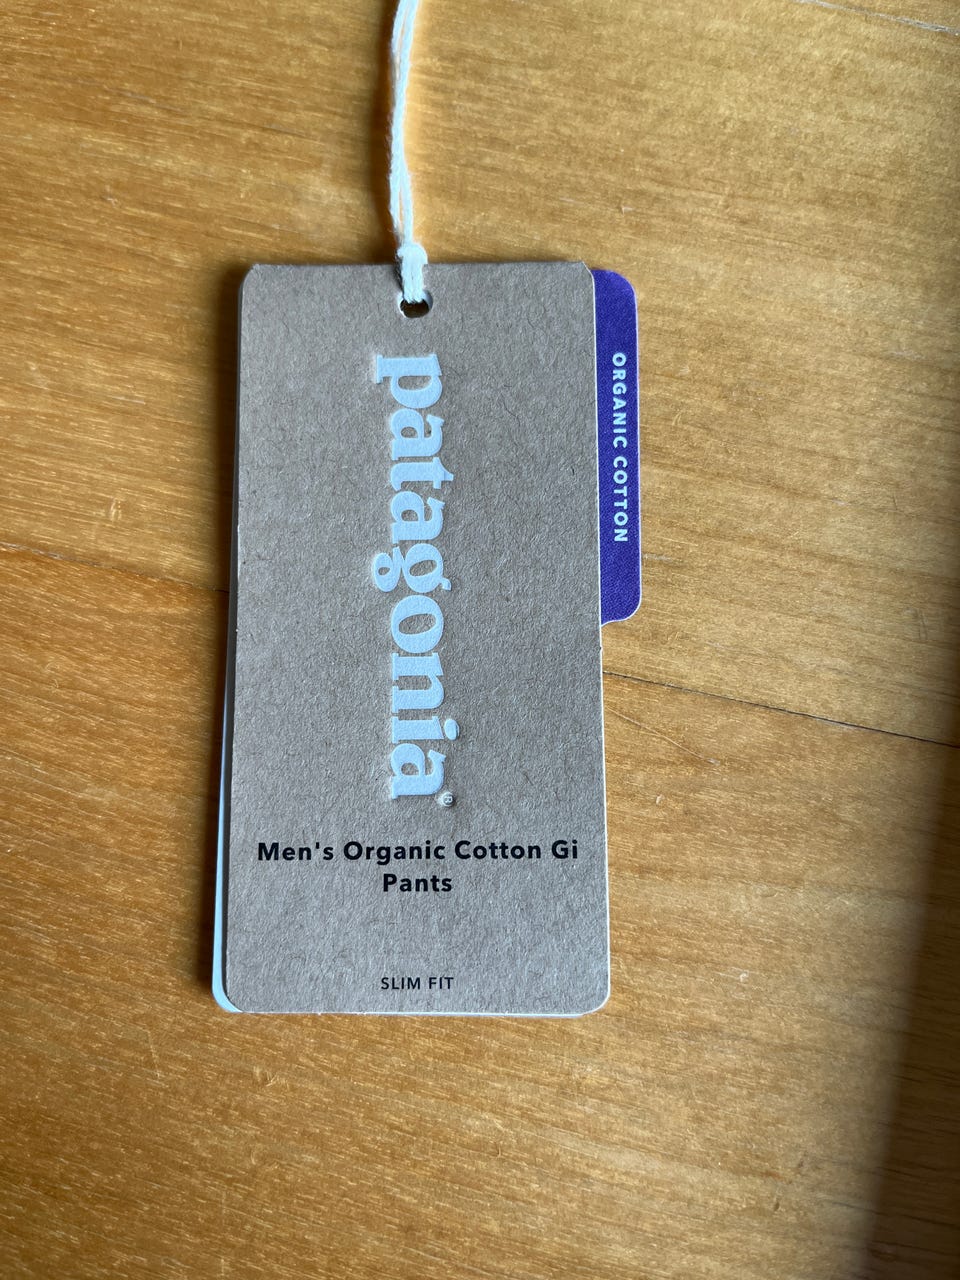 patagonia®
ORGANIC COTTON
Men's Organic Cotton Gi
Pants
SLIM FIT